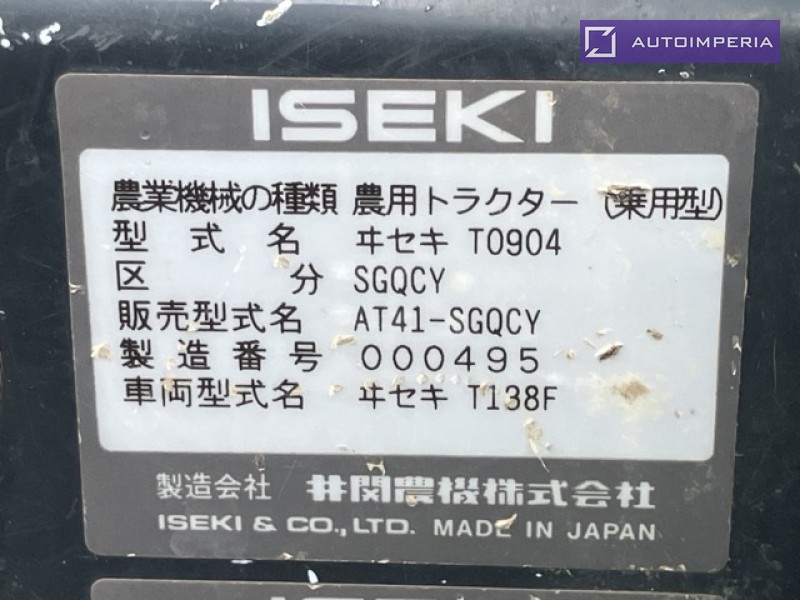 AUTOIMPERIA
ISEKI
農業機械の種類 農用トラクター (乗用型)
型式名 ヰセキ T0904
区分 SGQCY
販売型式名 AT41-SGQCY
製造番号 000495
車両型式名 ヰセキ T138F
製造会社 井関農機株式会社
ISEKI & CO., LTD. MADE IN JAPAN
ISEKI